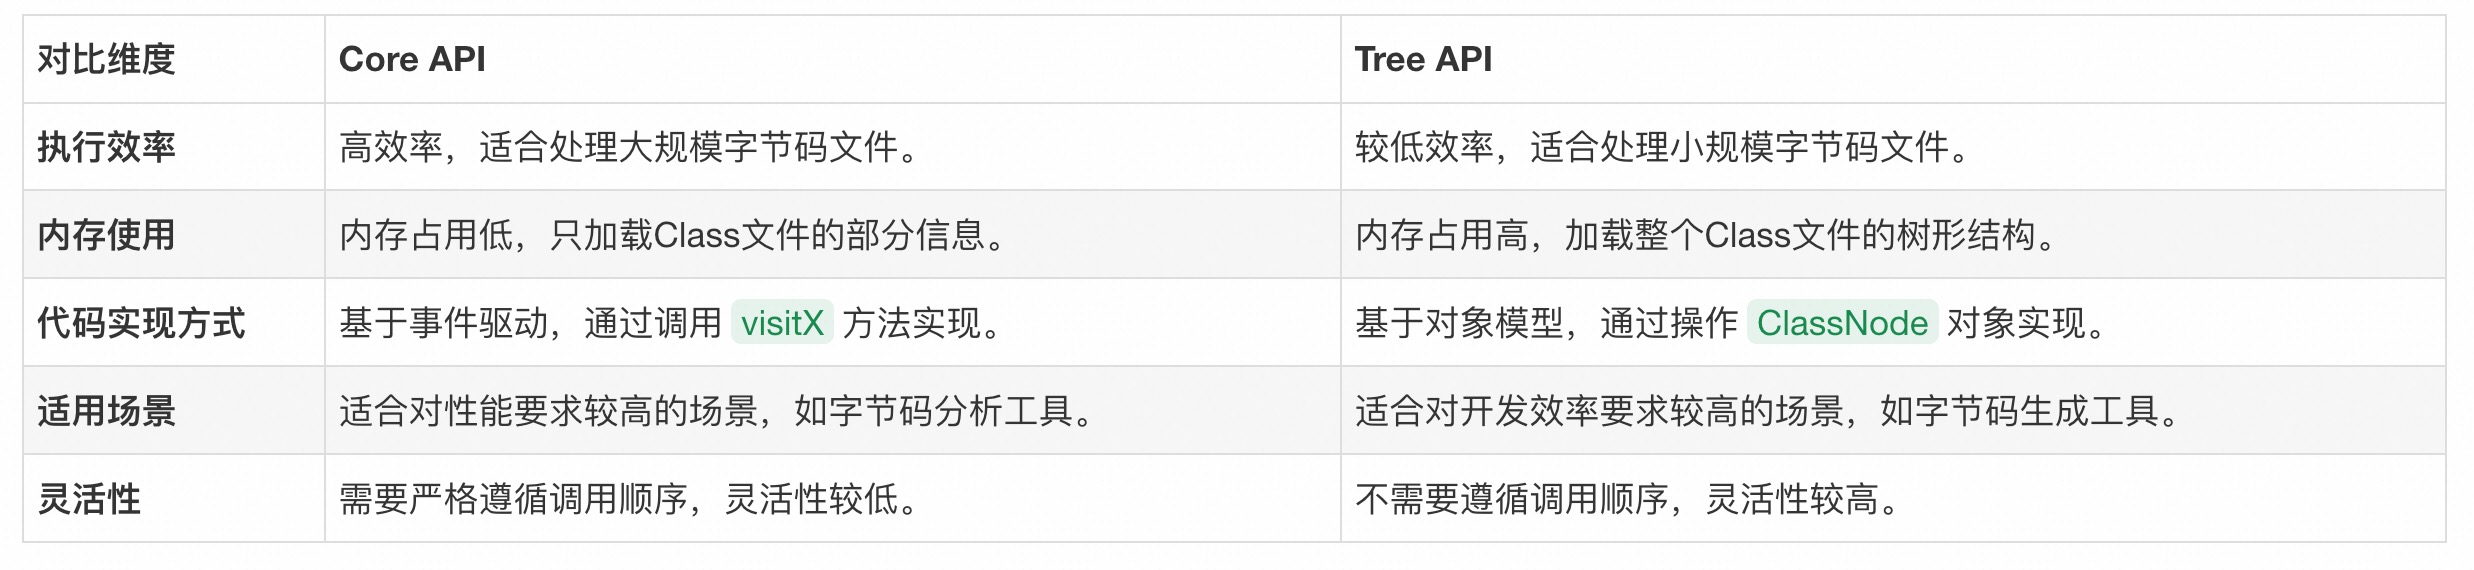 对比维度 Core API Tree API
执行效率 高效率，适合处理大规模字节码文件。 较低效率，适合处理小规模字节码文件。
内存使用 内存占用低，只加载Class文件的部分信息。 内存占用高，加载整个Class文件的树形结构。
代码实现方式 基于事件驱动，通过调用 visitX 方法实现。 基于对象模型，通过操作 ClassNode 对象实现。
适用场景 适合对性能要求较高的场景，如字节码分析工具。 适合对开发效率要求较高的场景，如字节码生成工具。
灵活性 需要严格遵循调用顺序，灵活性较低。 不需要遵循调用顺序，灵活性较高。